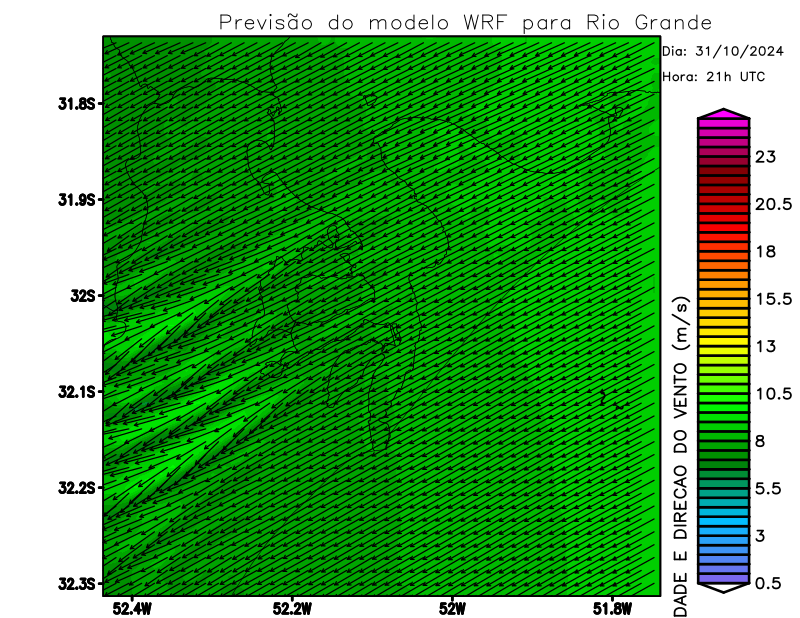 Previsão do modelo WRF para Rio Grande
Dia: 31/10/2024
Hora: 21h UTC
31.8S
31.9S
32S
32.1S
32.2S
32.3S
52.4W
52.2W
52W
51.8W
DADE E DIRECAO DO VENTO (m/s)
23
20.5
18
15.5
13
10.5
8
5.5
3
0.5